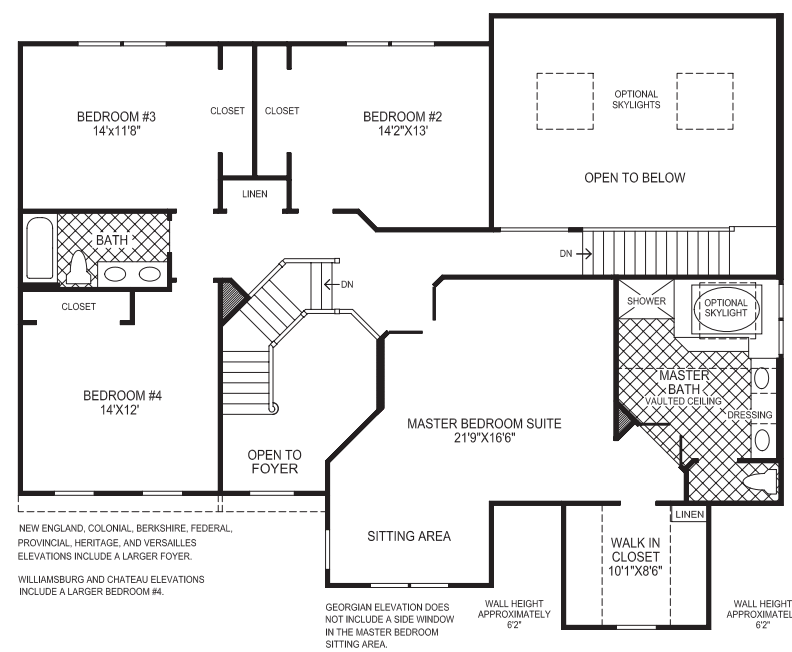 BEDROOM #3
14'x11'8"
CLOSET
CLOSET
BEDROOM #2
14'2"X13'
OPTIONAL
SKYLIGHTS
OPEN TO BELOW
LINEN
BATH
DN
DN
CLOSET
SHOWER
OPTIONAL
SKYLIGHT
BEDROOM #4
14'X12'
MASTER
BATH
VAULTED CEILING
DRESSING
MASTER BEDROOM SUITE
21'9"X16'6"
OPEN TO
FOYER
SITTING AREA
LINEN
WALK IN
CLOSET
10'1"X8'6"
NEW ENGLAND, COLONIAL, BERKSHIRE, FEDERAL,
PROVINCIAL, HERITAGE, AND VERSAILLES
ELEVATIONS INCLUDE A LARGER FOYER.
WILLIAMSBURG AND CHATEAU ELEVATIONS
INCLUDE A LARGER BEDROOM #4.
GEORGIAN ELEVATION DOES
NOT INCLUDE A SIDE WINDOW
IN THE MASTER BEDROOM
SITTING AREA.
WALL HEIGHT
APPROXIMATELY
6'2"
WALL HEIGHT
APPROXIMATEL
6'2"